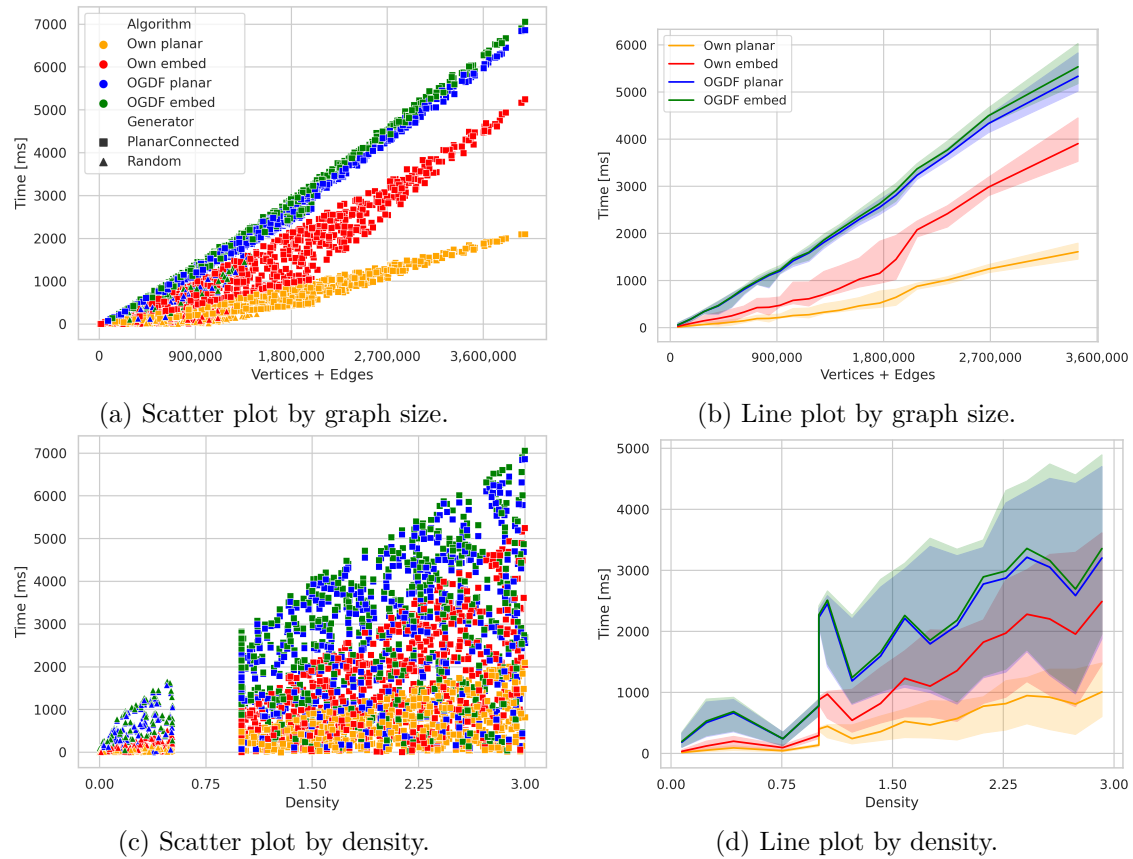 Algorithm
Own planar
Own embed
OGDF planar
OGDF embed
Generator
PlanarConnected
Random
Time [ms]
7000
6000
5000
4000
3000
2000
1000
0
0 900,000 1,800,000 2,700,000 3,600,000
Vertices + Edges
(a) Scatter plot by graph size.
Own planar
Own embed
OGDF planar
OGDF embed
Time [ms]
6000
5000
4000
3000
2000
1000
0
0 900,000 1,800,000 2,700,000 3,600,000
Vertices + Edges
(b) Line plot by graph size.
Time [ms]
7000
6000
5000
4000
3000
2000
1000
0
0.00 0.75 1.50 2.25 3.00
Density
(c) Scatter plot by density.
Time [ms]
5000
4000
3000
2000
1000
0
0.00 0.75 1.50 2.25 3.00
Density
(d) Line plot by density.